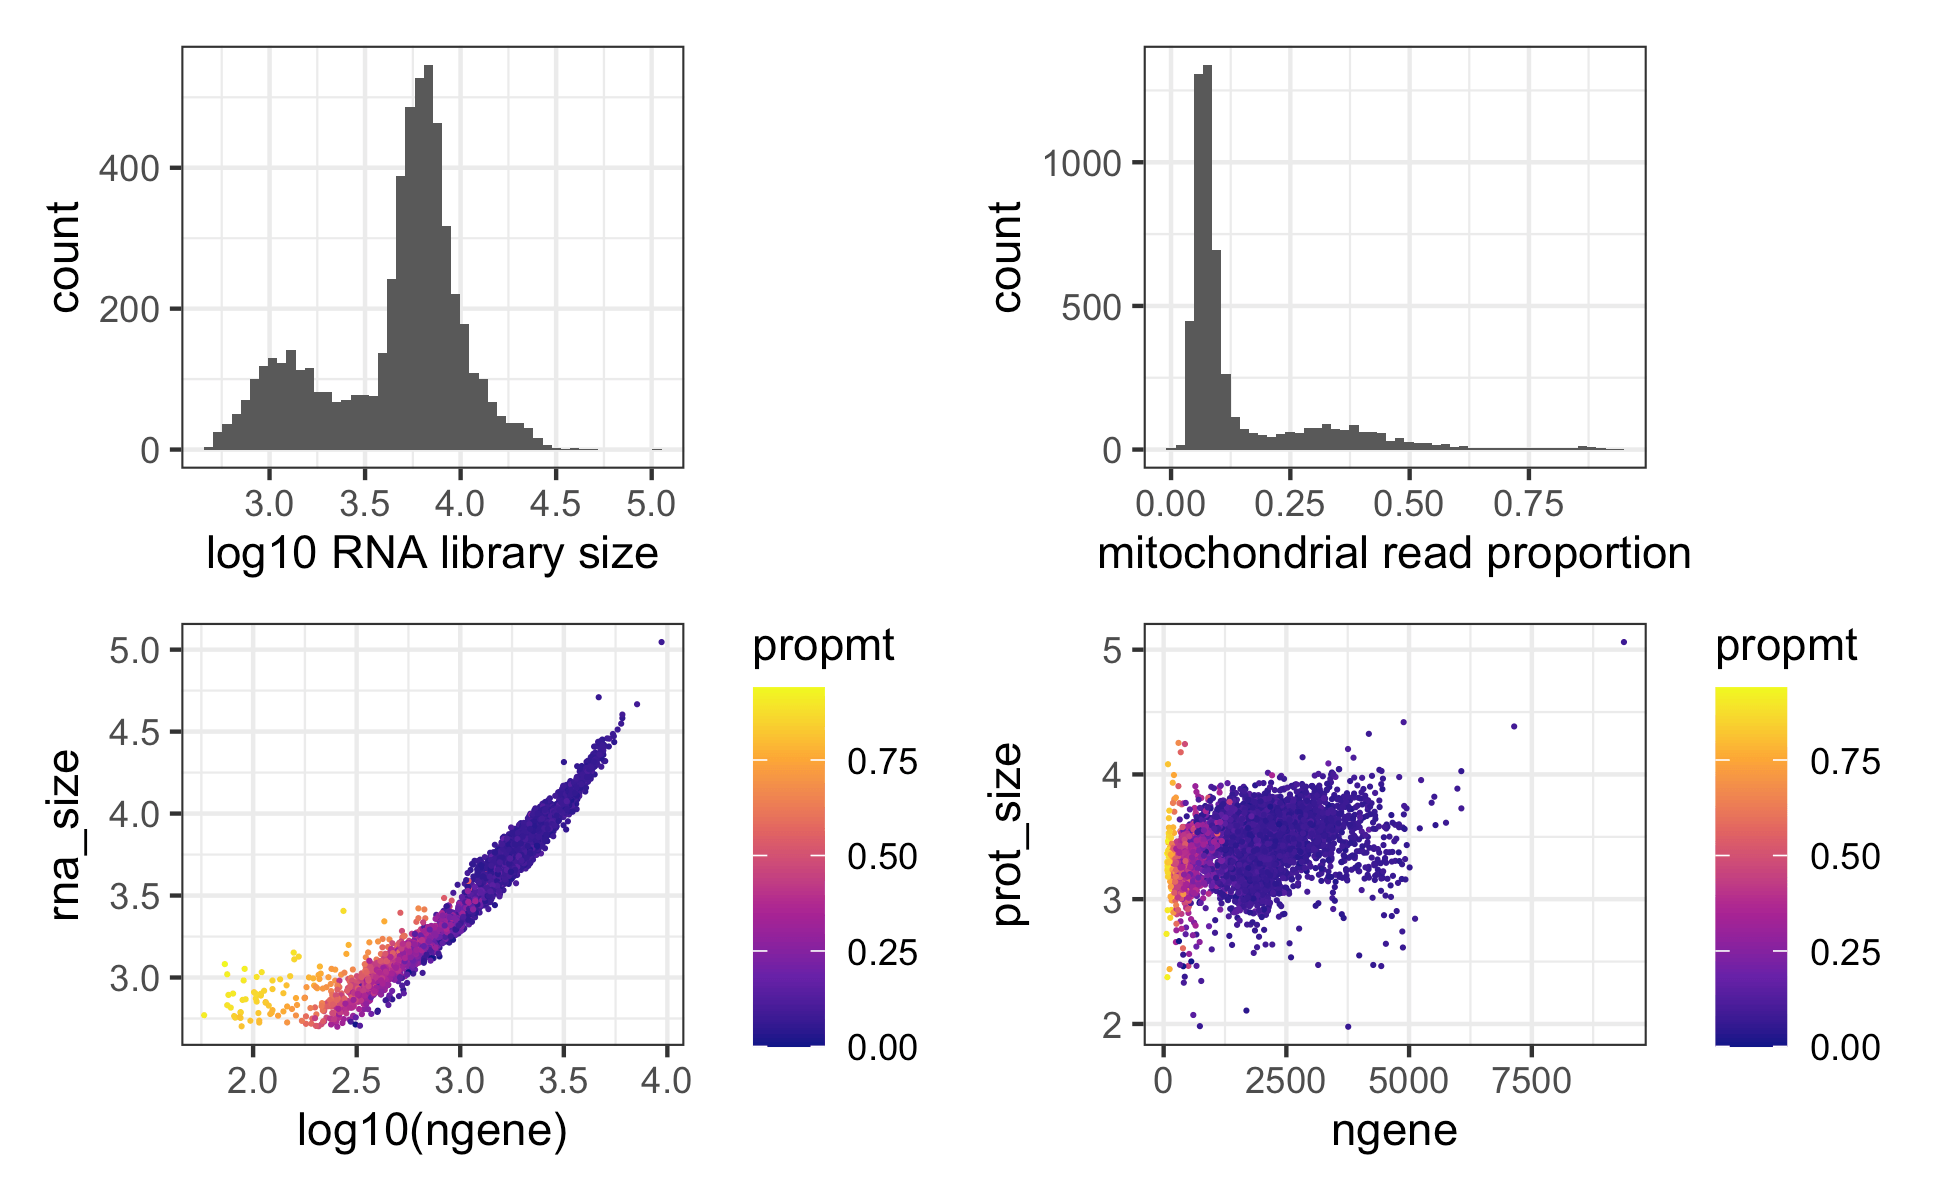 count
400
200
0
3.0 3.5 4.0 4.5 5.0
log10 RNA library size
count
1000
500
0
0.00 0.25 0.50 0.75
mitochondrial read proportion
rna_size
5.0
4.5
4.0
3.5
3.0
2.0 2.5 3.0 3.5 4.0
log10(ngene)
propmt
0.75
0.50
0.25
0.00
prot_size
5
4
3
2
0 2500 5000 7500
ngene
propmt
0.75
0.50
0.25
0.00